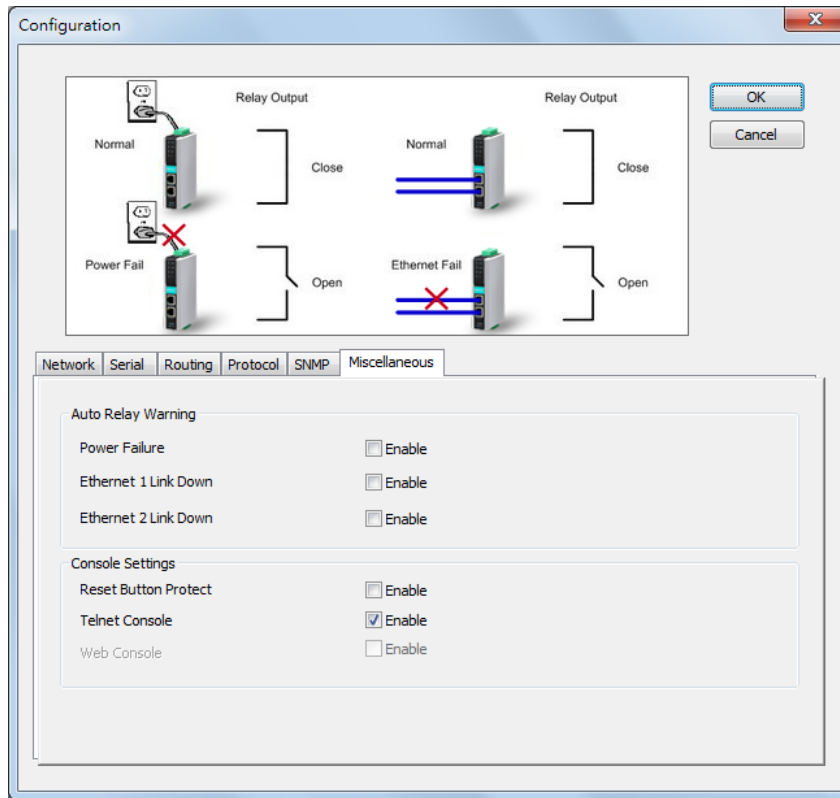 Configuration
Relay Output
Relay Output
Normal
Close
Normal
Close
Power Fail
Open
Ethernet Fail
Open
OK
Cancel
Network Serial Routing Protocol SNMP Miscellaneous
Auto Relay Warning
Power Failure Enable
Ethernet 1 Link Down Enable
Ethernet 2 Link Down Enable
Console Settings
Reset Button Protect Enable
Telnet Console Enable
Web Console Enable